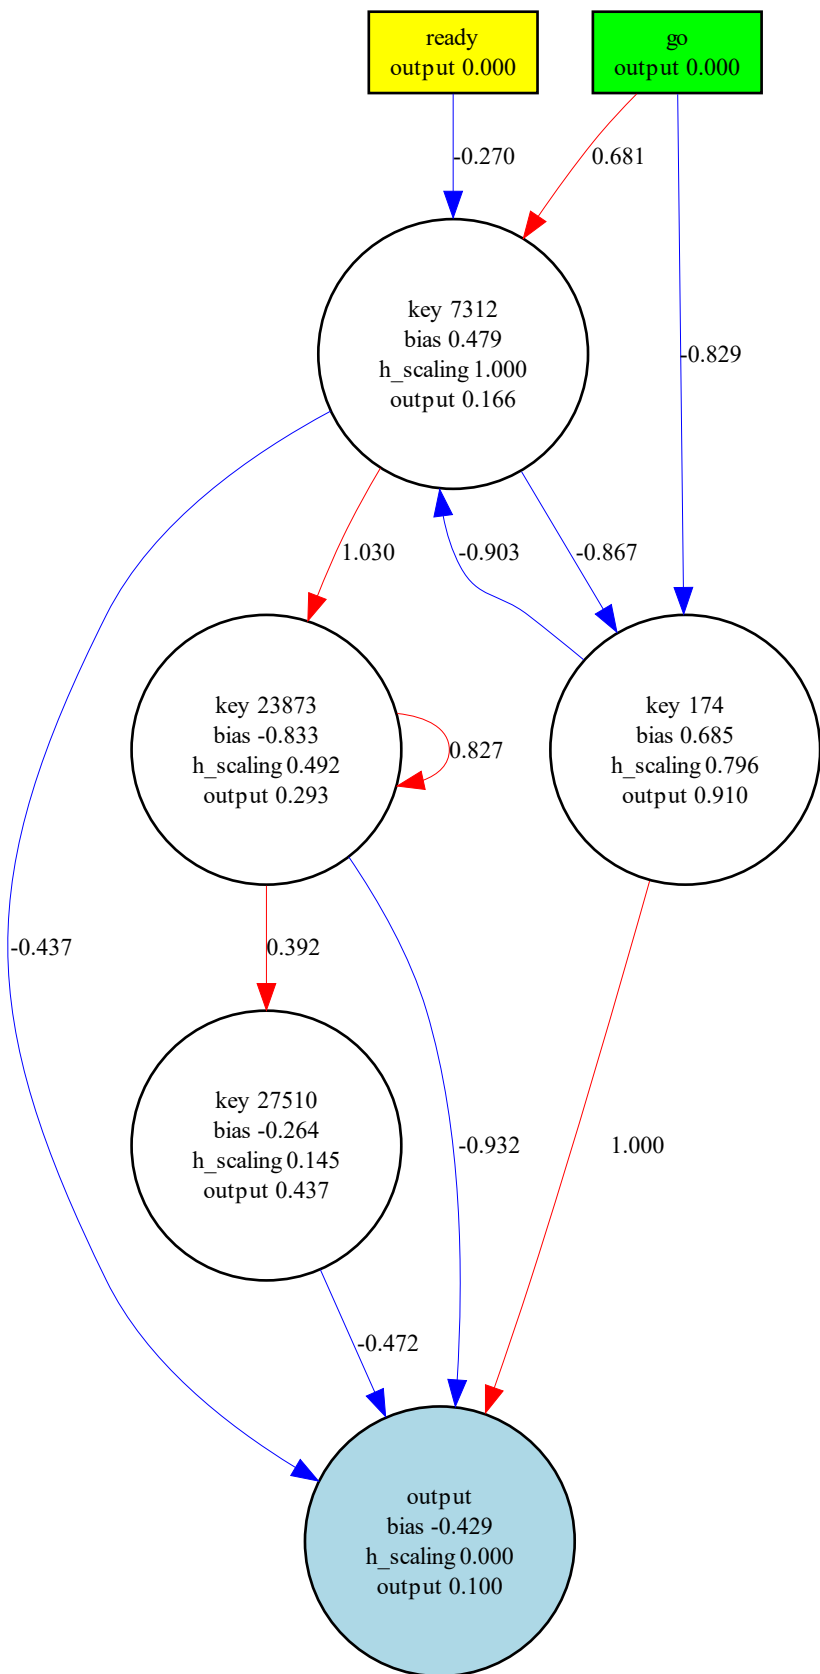 ready
output 0.000
go
output 0.000
-0.270
0.681
key 7312
bias 0.479
h_scaling 1.000
output 0.166
-0.829
1.030
-0.903
-0.867
key 23873
bias -0.833
h_scaling 0.492
output 0.293
0.827
key 174
bias 0.685
h_scaling 0.796
output 0.910
-0.437
0.392
key 27510
bias -0.264
h_scaling 0.145
output 0.437
-0.932
1.000
-0.472
output
bias -0.429
h_scaling 0.000
output 0.100